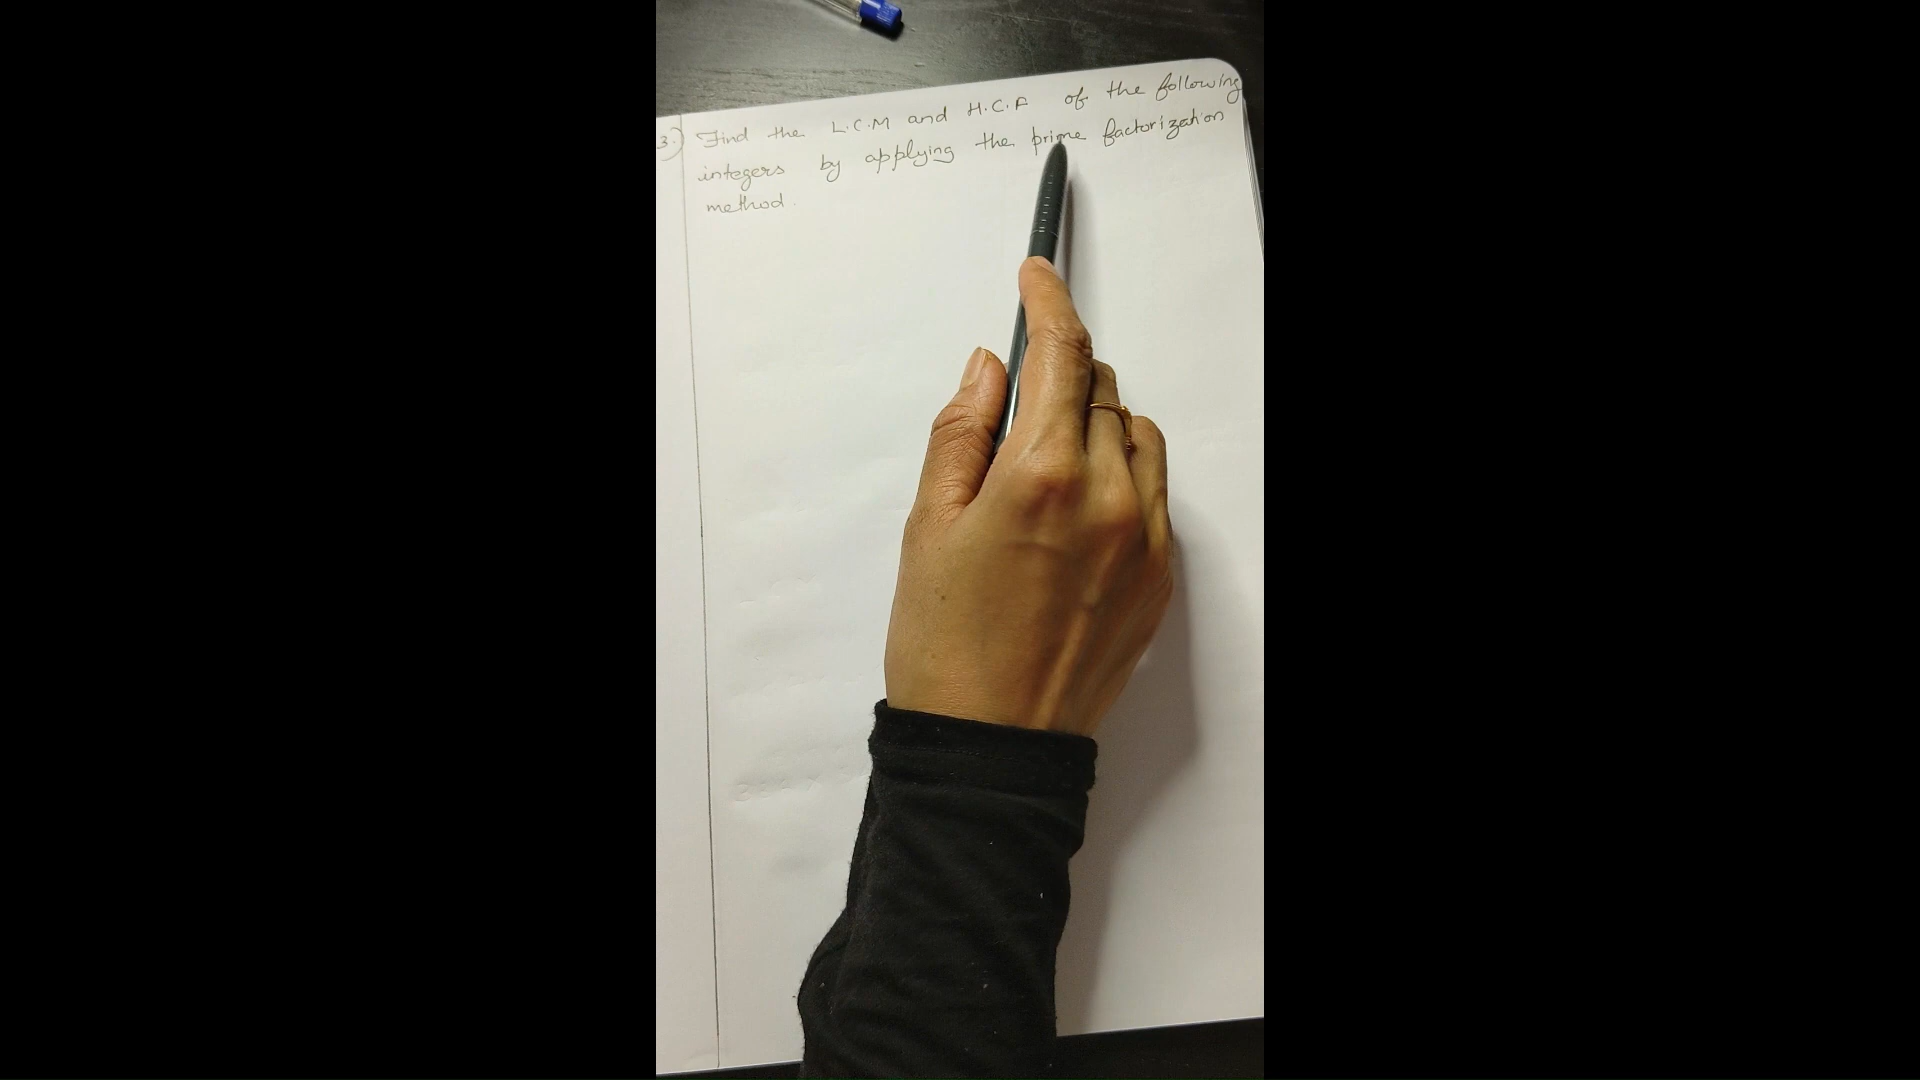 3.) Find the L.C.M and H.C.F of the following
integers by applying the prime factorization
method.